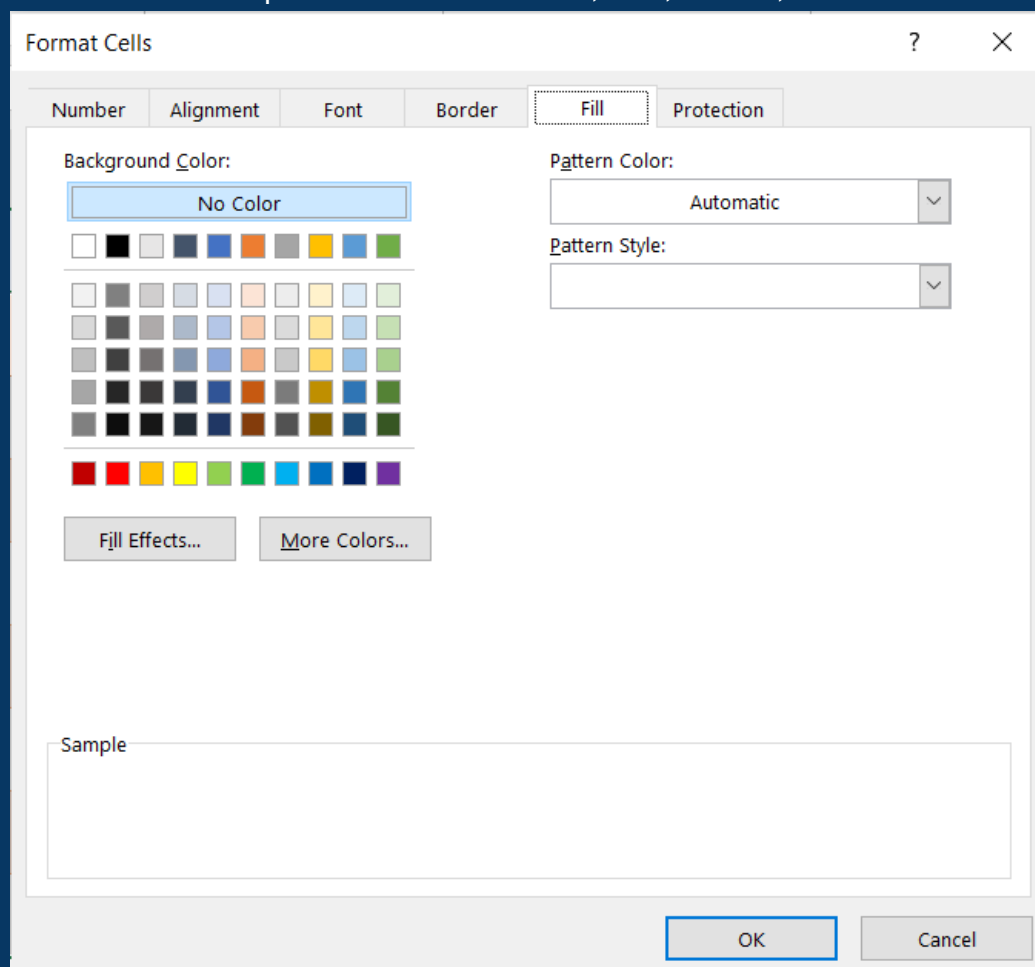 Format Cells ?
Number Alignment Font Border Fill Protection
Background Color:
No Color
Pattern Color:
Automatic
Pattern Style:
Fill Effects... More Colors...
Sample
OK Cancel